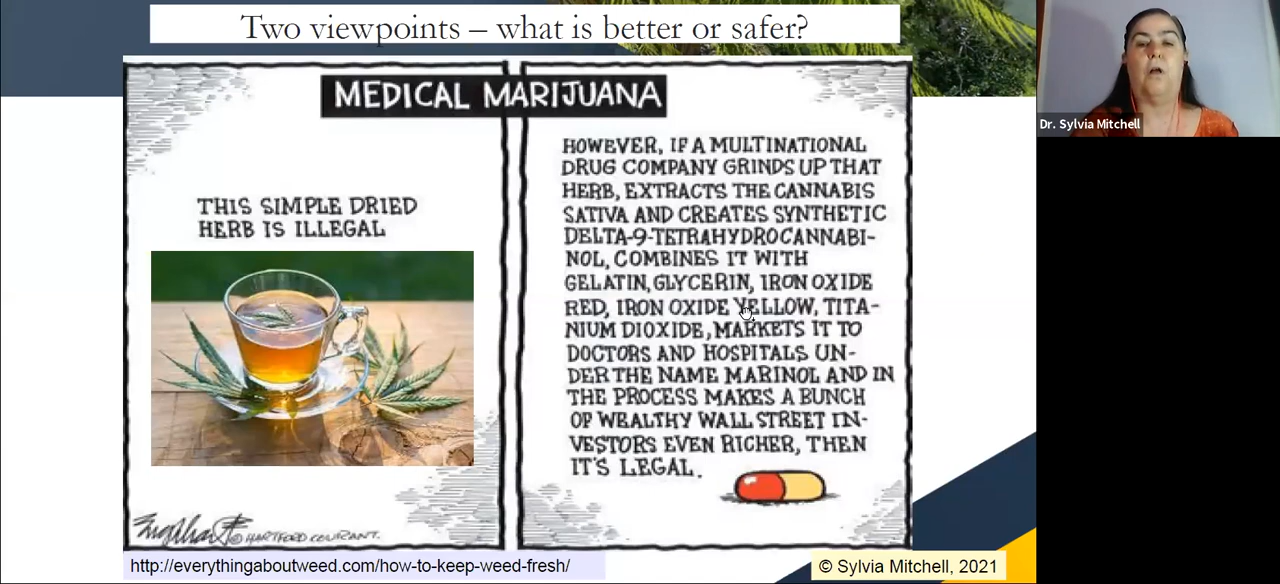 Two viewpoints – what is better or safer?
MEDICAL MARIJUANA
THIS SIMPLE DRIED
HERB IS ILLEGAL
HOWEVER, IF A MULTINATIONAL
DRUG COMPANY GRINDS UP THAT
HERB, EXTRACTS THE CANNABIS
SATIVA AND CREATES SYNTHETIC
DELTA-9-TETRAHYDROCANNABI-
NOL, COMBINES IT WITH
GELATIN, GLYCERIN, IRON OXIDE
RED, IRON OXIDE YELLOW, TITA-
NIUM DIOXIDE, MARKETS IT TO
DOCTORS AND HOSPITALS UN-
DER THE NAME MARINOL AND IN
THE PROCESS MAKES A BUNCH
OF WEALTHY WALL STREET IN-
VESTORS EVEN RICHER, THEN
IT'S LEGAL.
Englehart © HARTFORD COURANT.
http://everythingaboutweed.com/how-to-keep-weed-fresh/
© Sylvia Mitchell, 2021
Dr. Sylvia Mitchell